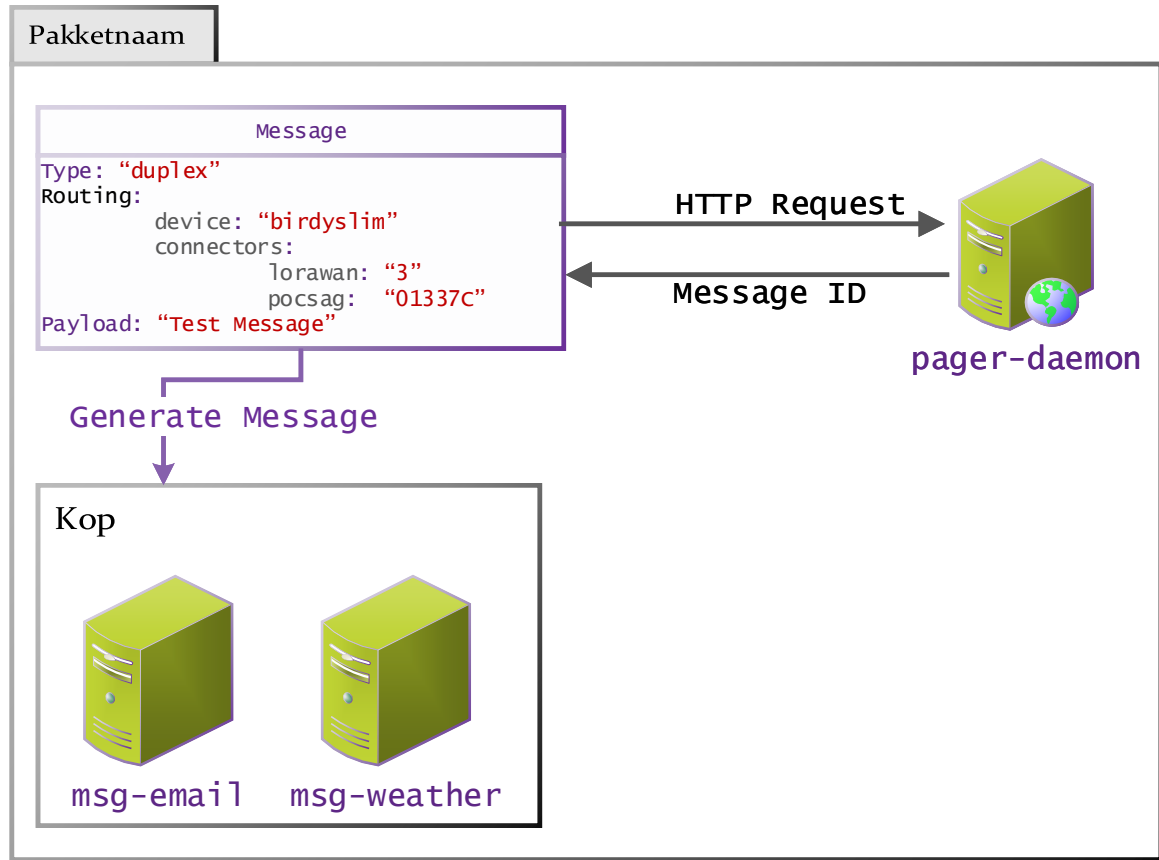 Pakketnaam
Message
Type: “duplex”
Routing:
device: “birdyslim”
connectors:
lorawan: “3”
pocsag: “01337C”
Payload: “Test Message”
HTTP Request
Message ID
pager-daemon
Generate Message
Kop
msg-email
msg-weather